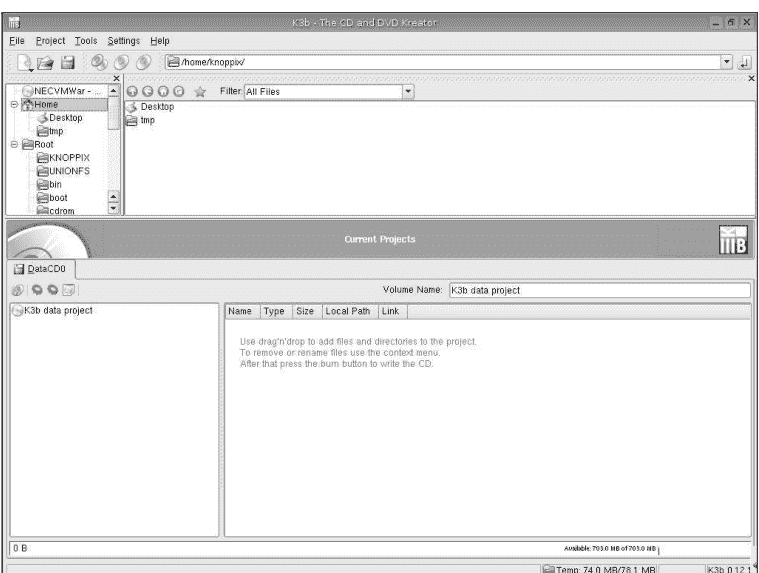 K3b - The CD and DVD Kreator
File Project Tools Settings Help
/home/knoppix/
NECVMWar - ...
Home
Desktop
tmp
Root
KNOPPIX
UNIONFS
bin
boot
cdrom
Filter: All Files
Desktop
tmp
Current Projects
DataCD0
Volume Name: K3b data project
K3b data project
Name Type Size Local Path Link
Use drag'n'drop to add files and directories to the project.
To remove or rename files use the context menu.
After that press the burn button to write the CD.
0 B
Available: 703.0 MB of 703.0 MB
Temp: 74.0 MB/78.1 MB
K3b 0.12.1